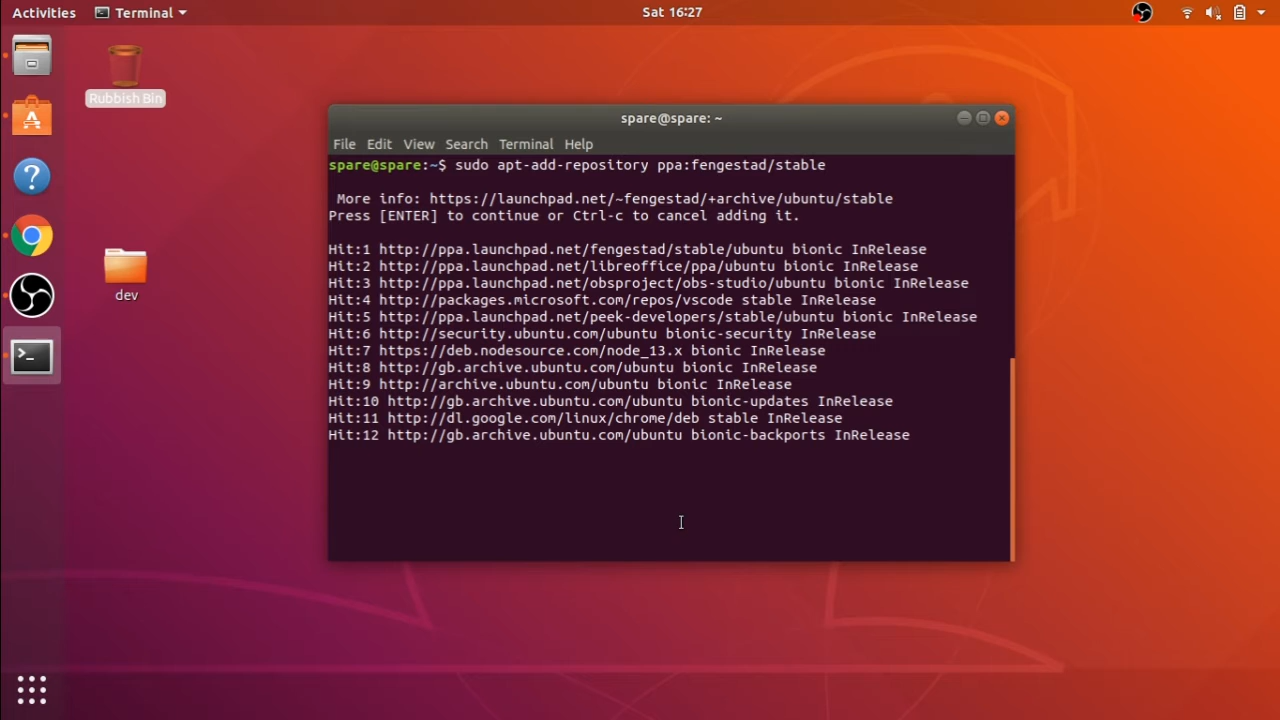 Activities Terminal Sat 16:27
Rubbish Bin
dev
spare@spare: ~
File Edit View Search Terminal Help
spare@spare:~$ sudo apt-add-repository ppa:fengestad/stable
More info: https://launchpad.net/~fengestad/+archive/ubuntu/stable
Press [ENTER] to continue or Ctrl-c to cancel adding it.
Hit:1 http://ppa.launchpad.net/fengestad/stable/ubuntu bionic InRelease
Hit:2 http://ppa.launchpad.net/libreoffice/ppa/ubuntu bionic InRelease
Hit:3 http://ppa.launchpad.net/obsproject/obs-studio/ubuntu bionic InRelease
Hit:4 http://packages.microsoft.com/repos/vscode stable InRelease
Hit:5 http://ppa.launchpad.net/peek-developers/stable/ubuntu bionic InRelease
Hit:6 http://security.ubuntu.com/ubuntu bionic-security InRelease
Hit:7 https://deb.nodesource.com/node_13.x bionic InRelease
Hit:8 http://gb.archive.ubuntu.com/ubuntu bionic InRelease
Hit:9 http://archive.ubuntu.com/ubuntu bionic InRelease
Hit:10 http://gb.archive.ubuntu.com/ubuntu bionic-updates InRelease
Hit:11 http://dl.google.com/linux/chrome/deb stable InRelease
Hit:12 http://gb.archive.ubuntu.com/ubuntu bionic-backports InRelease